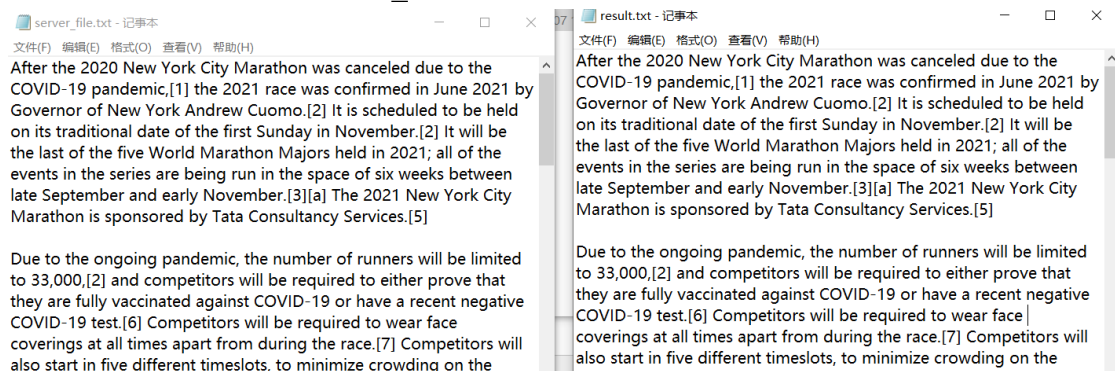 server_file.txt - 记事本
文件(F) 编辑(E) 格式(O) 查看(V) 帮助(H)
After the 2020 New York City Marathon was canceled due to the
COVID-19 pandemic,[1] the 2021 race was confirmed in June 2021 by
Governor of New York Andrew Cuomo.[2] It is scheduled to be held
on its traditional date of the first Sunday in November.[2] It will be
the last of the five World Marathon Majors held in 2021; all of the
events in the series are being run in the space of six weeks between
late September and early November.[3][a] The 2021 New York City
Marathon is sponsored by Tata Consultancy Services.[5]
Due to the ongoing pandemic, the number of runners will be limited
to 33,000,[2] and competitors will be required to either prove that
they are fully vaccinated against COVID-19 or have a recent negative
COVID-19 test.[6] Competitors will be required to wear face
coverings at all times apart from during the race.[7] Competitors will
also start in five different timeslots, to minimize crowding on the
07
result.txt - 记事本
文件(F) 编辑(E) 格式(O) 查看(V) 帮助(H)
After the 2020 New York City Marathon was canceled due to the
COVID-19 pandemic,[1] the 2021 race was confirmed in June 2021 by
Governor of New York Andrew Cuomo.[2] It is scheduled to be held
on its traditional date of the first Sunday in November.[2] It will be
the last of the five World Marathon Majors held in 2021; all of the
events in the series are being run in the space of six weeks between
late September and early November.[3][a] The 2021 New York City
Marathon is sponsored by Tata Consultancy Services.[5]
Due to the ongoing pandemic, the number of runners will be limited
to 33,000,[2] and competitors will be required to either prove that
they are fully vaccinated against COVID-19 or have a recent negative
COVID-19 test.[6] Competitors will be required to wear face
coverings at all times apart from during the race.[7] Competitors will
also start in five different timeslots, to minimize crowding on the